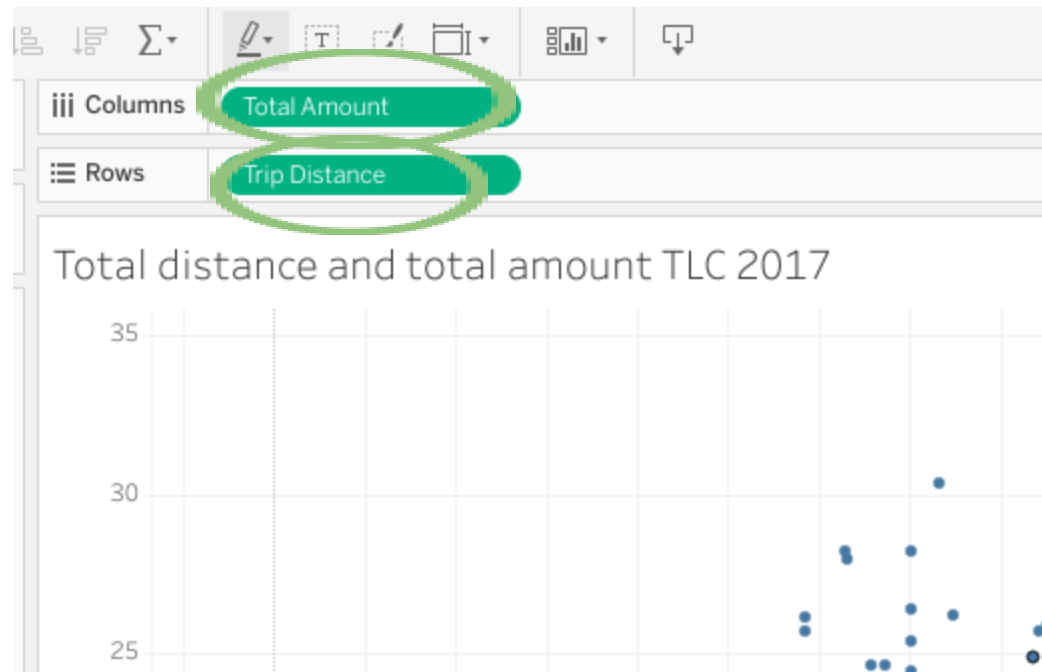 T
Columns
Total Amount
Rows
Trip Distance
Total distance and total amount TLC 2017
35
30
25